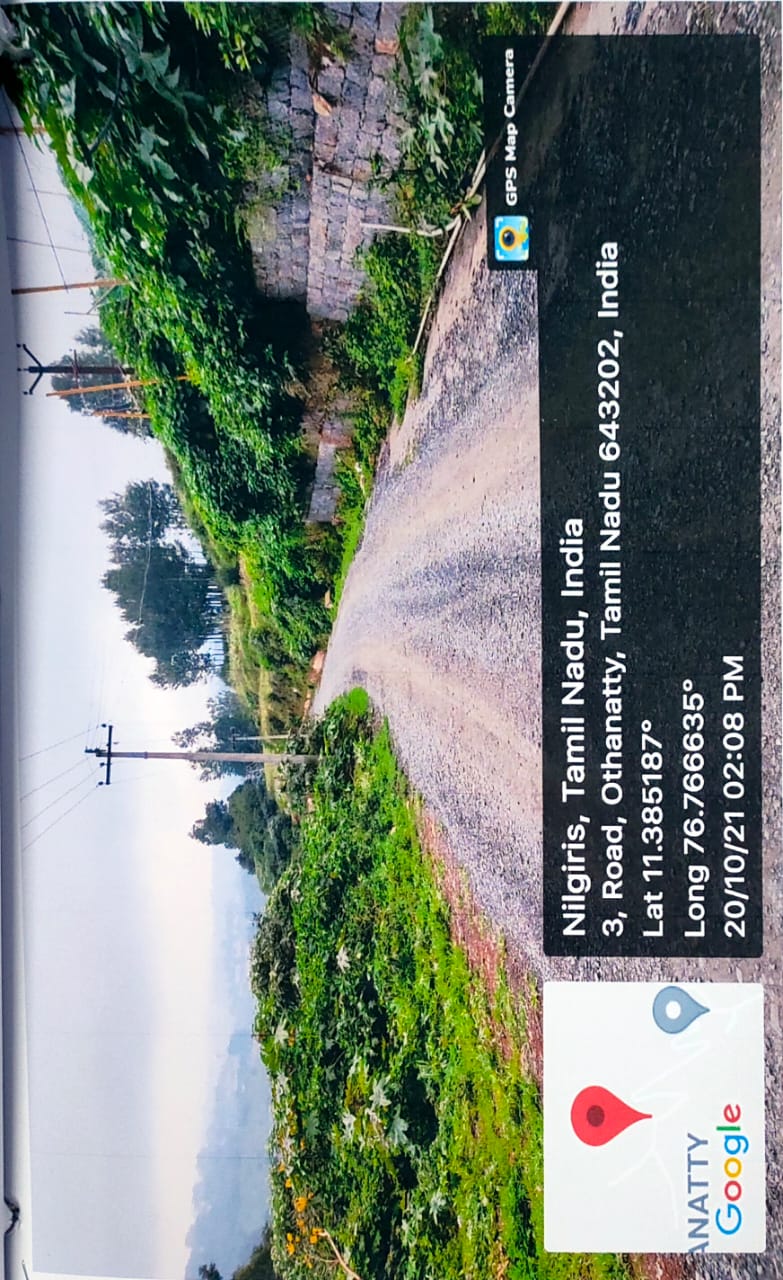 GPS Map Camera
Nilgiris, Tamil Nadu, India
3, Road, Othanatty, Tamil Nadu 643202, India
Lat 11.385187°
Long 76.766635°
20/10/21 02:08 PM
ANATTY
Google